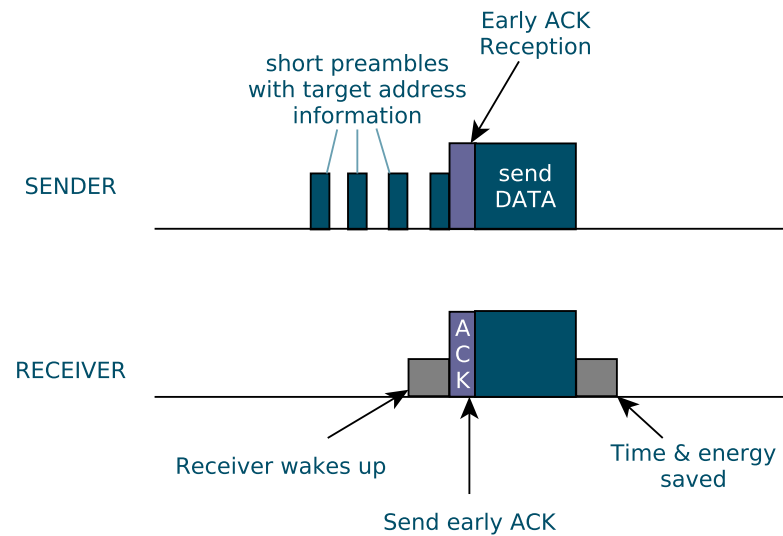 Early ACK
Reception
short preambles
with target address
information
SENDER
send
DATA
RECEIVER
A
C
K
Receiver wakes up
Time & energy
saved
Send early ACK